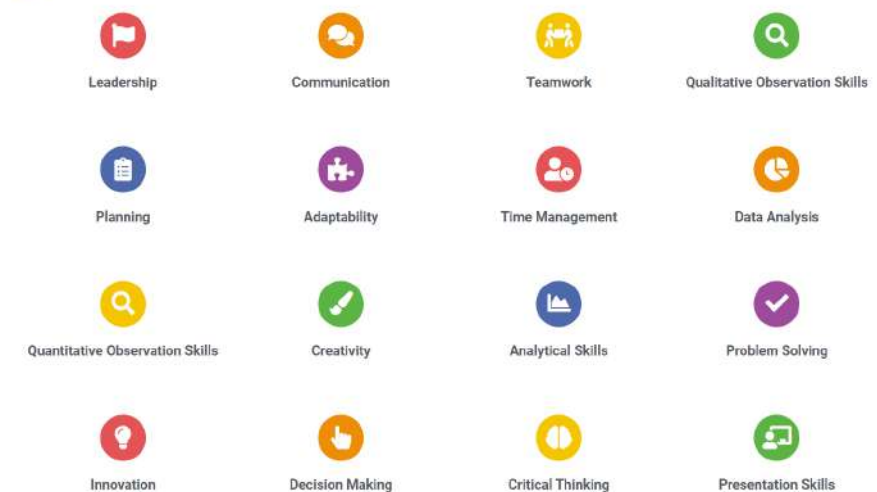 Leadership
Communication
Teamwork
Qualitative Observation Skills
Planning
Adaptability
Time Management
Data Analysis
Quantitative Observation Skills
Creativity
Analytical Skills
Problem Solving
Innovation
Decision Making
Critical Thinking
Presentation Skills